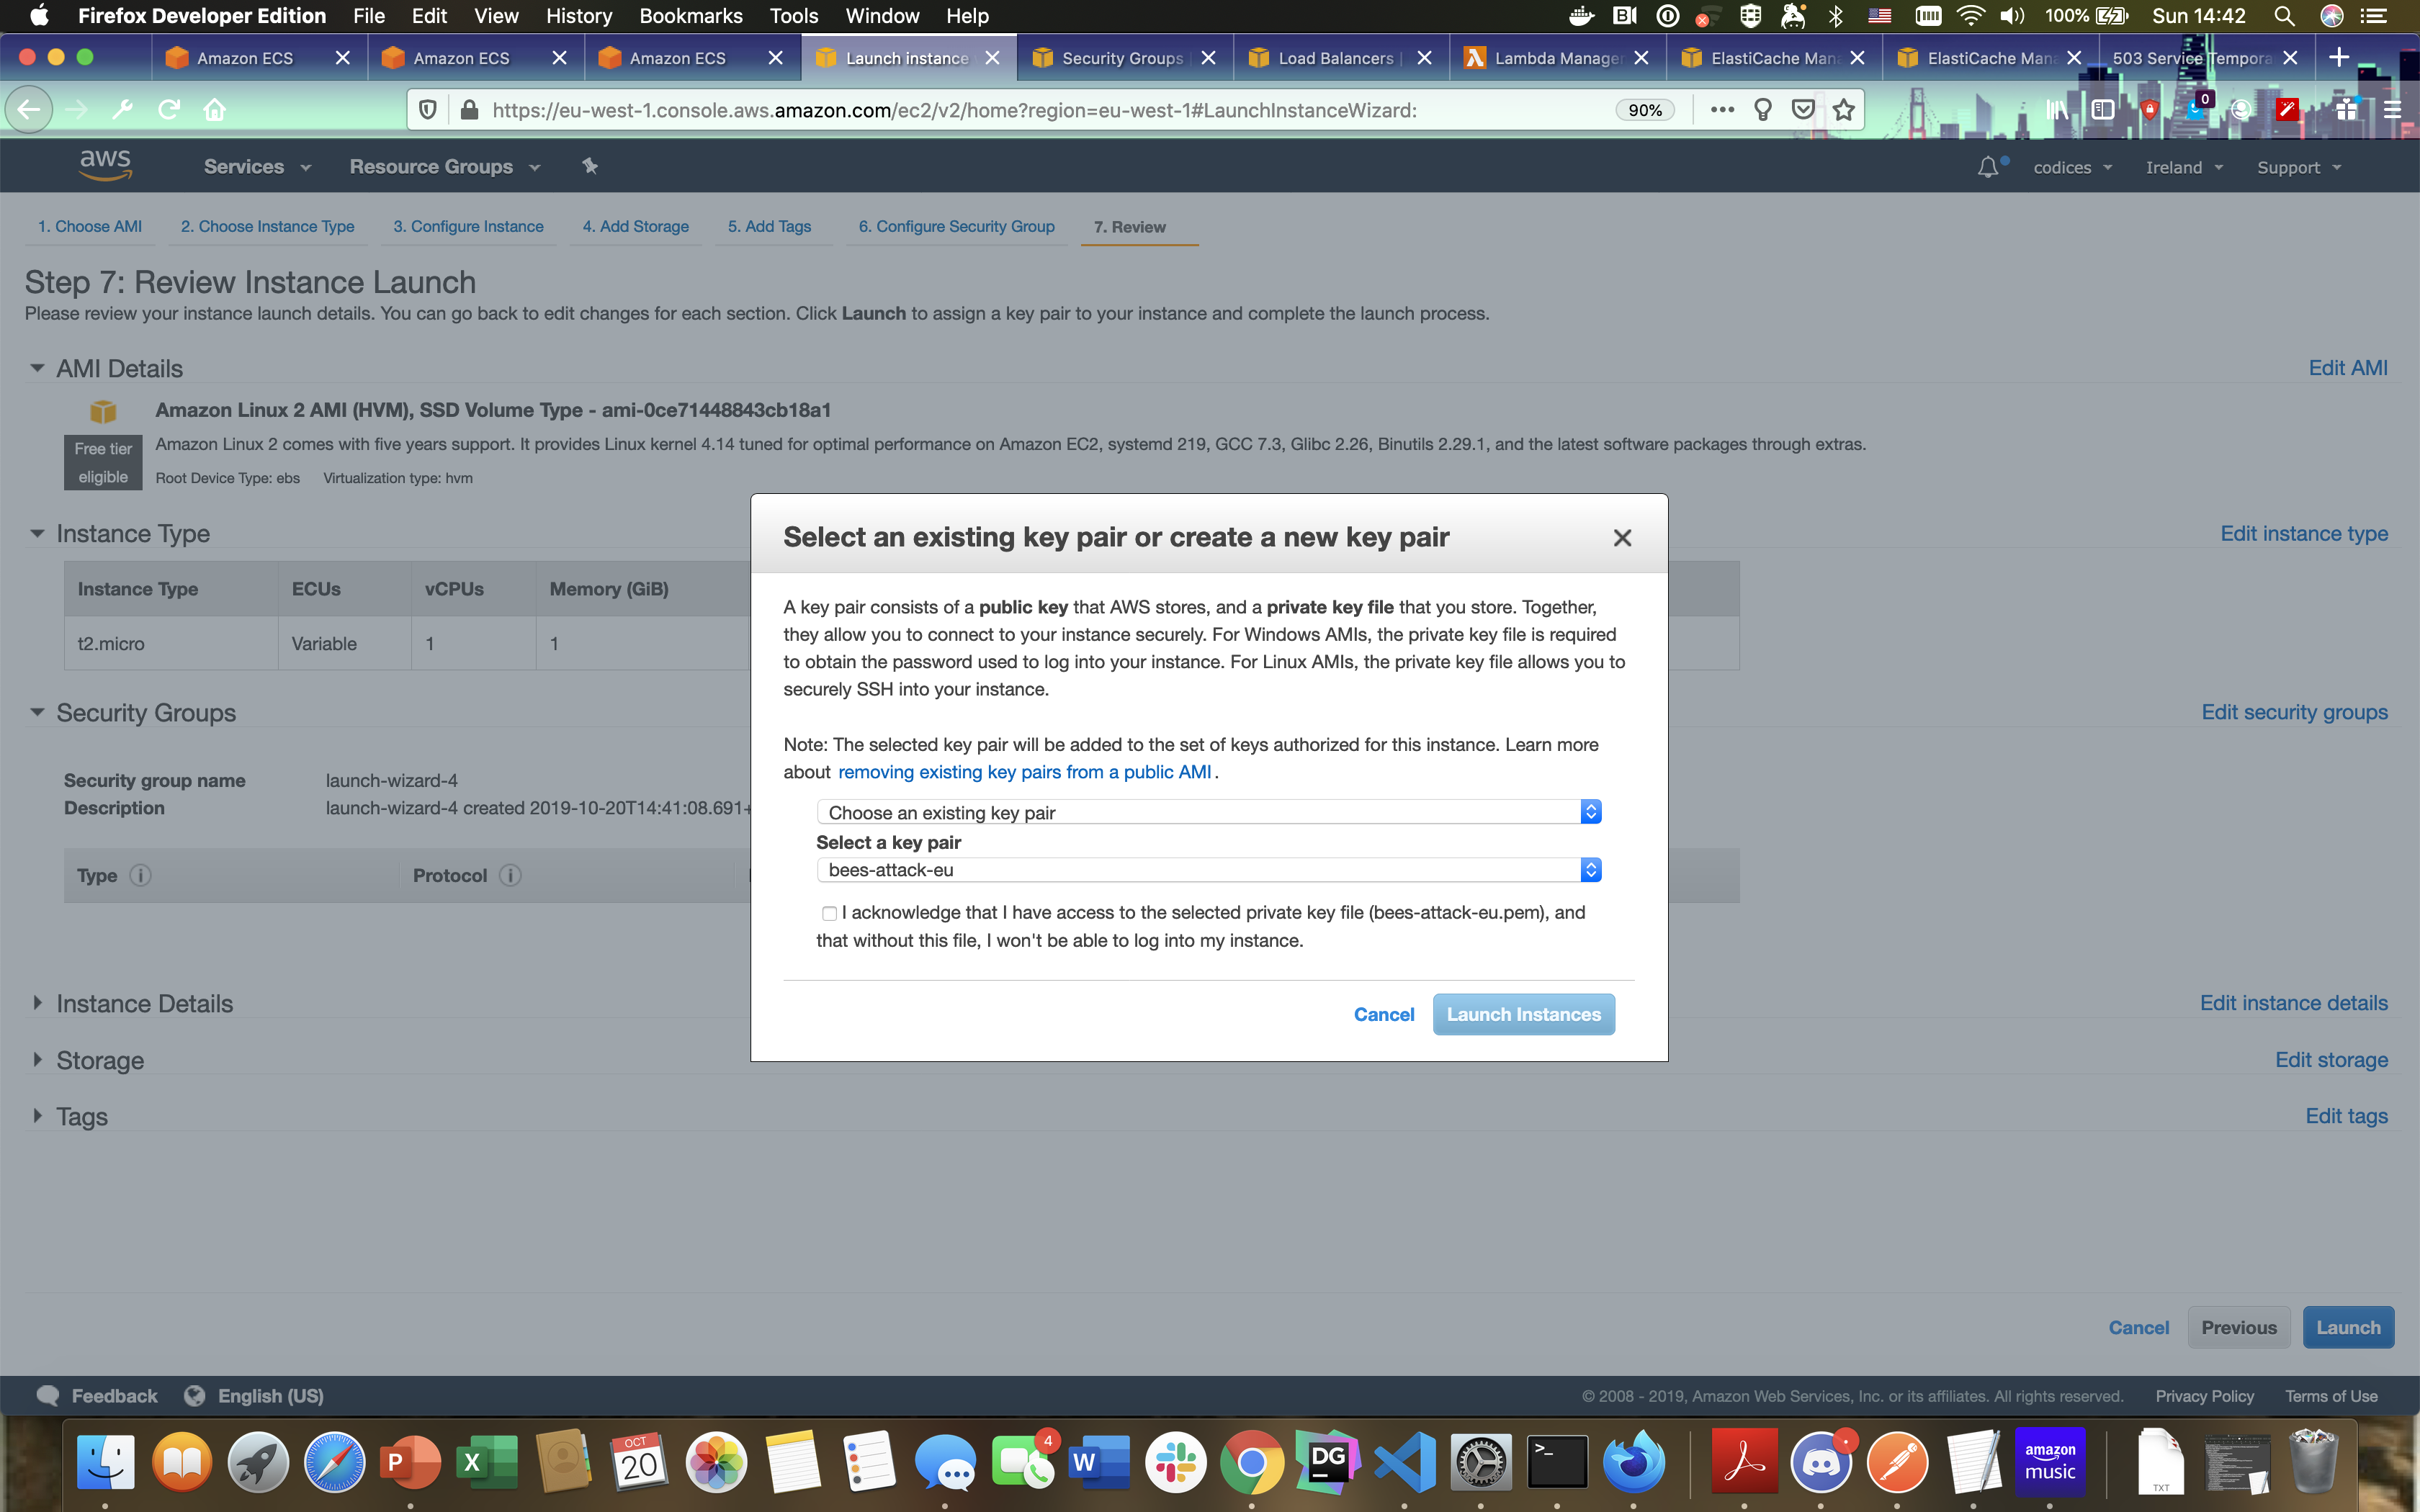 Firefox Developer Edition File Edit View History Bookmarks Tools Window Help 100% Sun 14:42
Amazon ECS Amazon ECS Amazon ECS Launch instance Security Groups Load Balancers Lambda Manage ElastiCache Man ElastiCache Man 503 Service Tempora
https://eu-west-1.console.aws.amazon.com/ec2/v2/home?region=eu-west-1#LaunchInstanceWizard: 90% 0
aws Services Resource Groups codices Ireland Support
1. Choose AMI 2. Choose Instance Type 3. Configure Instance 4. Add Storage 5. Add Tags 6. Configure Security Group 7. Review
Step 7: Review Instance Launch
Please review your instance launch details. You can go back to edit changes for each section. Click Launch to assign a key pair to your instance and complete the launch process.
AMI Details Edit AMI
Amazon Linux 2 AMI (HVM), SSD Volume Type - ami-0ce71448843cb18a1
Free tier eligible
Amazon Linux 2 comes with five years support. It provides Linux kernel 4.14 tuned for optimal performance on Amazon EC2, systemd 219, GCC 7.3, Glibc 2.26, Binutils 2.29.1, and the latest software packages through extras.
Root Device Type: ebs Virtualization type: hvm
Instance Type Edit instance type
Instance Type ECUs vCPUs Memory (GiB)
t2.micro Variable 1 1
Security Groups Edit security groups
Security group name launch-wizard-4
Description launch-wizard-4 created 2019-10-20T14:41:08.691+
Type Protocol
Instance Details Edit instance details
Storage Edit storage
Tags Edit tags
Select an existing key pair or create a new key pair
A key pair consists of a public key that AWS stores, and a private key file that you store. Together,
they allow you to connect to your instance securely. For Windows AMIs, the private key file is required
to obtain the password used to log into your instance. For Linux AMIs, the private key file allows you to
securely SSH into your instance.
Note: The selected key pair will be added to the set of keys authorized for this instance. Learn more
about removing existing key pairs from a public AMI .
Choose an existing key pair
Select a key pair
bees-attack-eu
I acknowledge that I have access to the selected private key file (bees-attack-eu.pem), and
that without this file, I won't be able to log into my instance.
Cancel Launch Instances
Cancel Previous Launch
Feedback English (US) © 2008 - 2019, Amazon Web Services, Inc. or its affiliates. All rights reserved. Privacy Policy Terms of Use
P X OCT 20 4 W DG >_ amazon music TXT